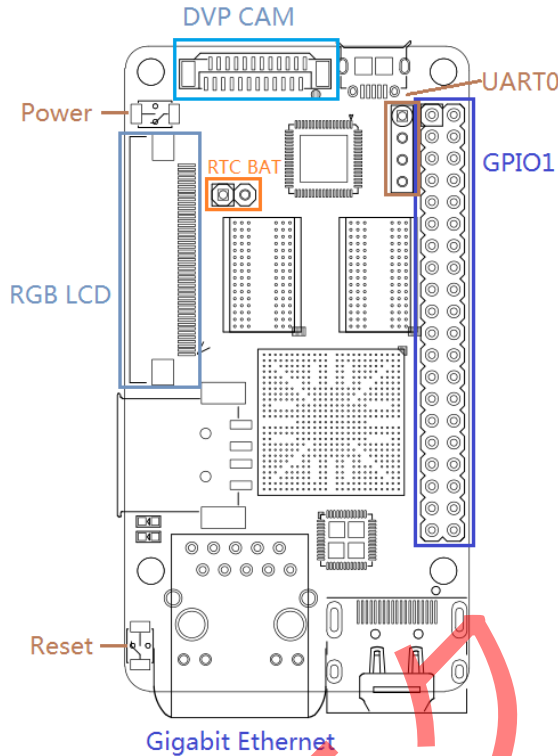 DVP CAM
Power
UART0
RTC BAT
GPIO1
RGB LCD
Reset
Gigabit Ethernet